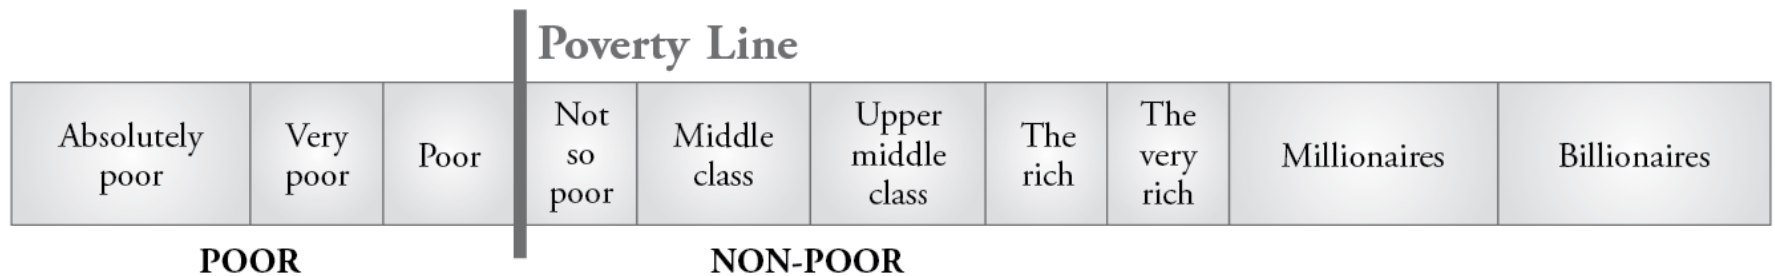 Poverty Line
Absolutely
poor
Very
poor
Poor
Not
so
poor
Middle
class
Upper
middle
class
The
rich
The
very
rich
Millionaires
Billionaires
POOR
NON-POOR